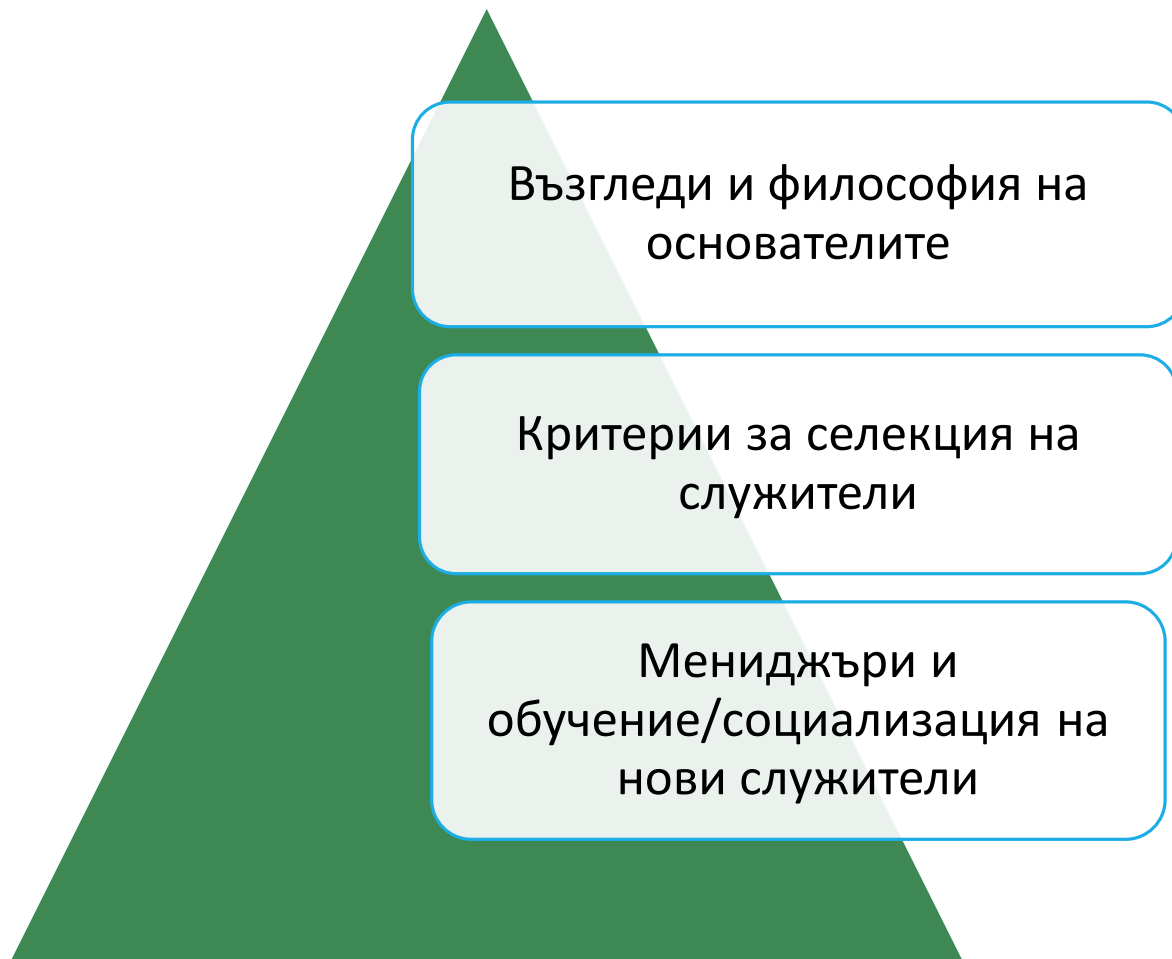 Възгледи и философия на
основателите
Критерии за селекция на
служители
Мениджъри и
обучение/социализация на
нови служители